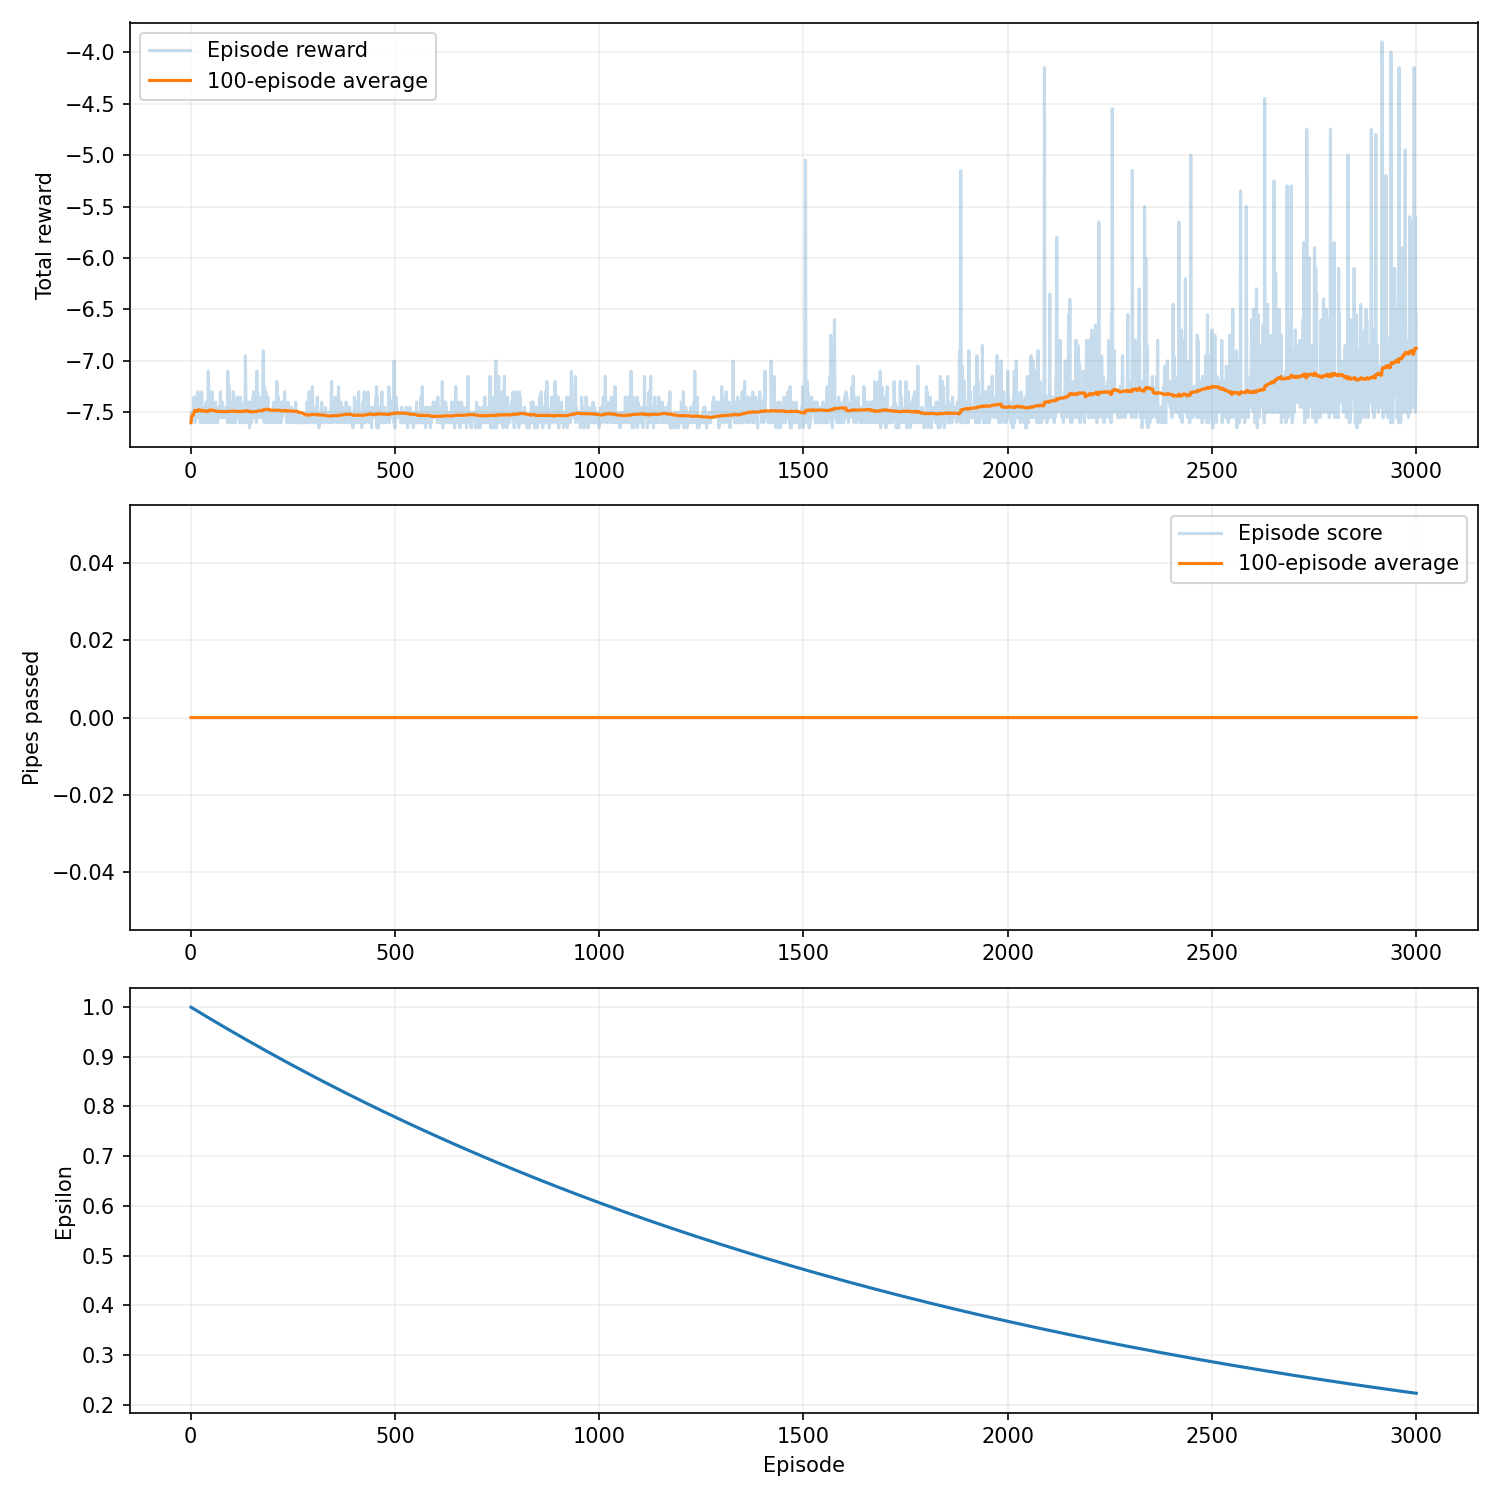 Episode reward
100-episode average
Total reward
−4.0
−4.5
−5.0
−5.5
−6.0
−6.5
−7.0
−7.5
0 500 1000 1500 2000 2500 3000
Episode score
100-episode average
Pipes passed
0.04
0.02
0.00
−0.02
−0.04
0 500 1000 1500 2000 2500 3000
Epsilon
1.0
0.9
0.8
0.7
0.6
0.5
0.4
0.3
0.2
0 500 1000 1500 2000 2500 3000
Episode